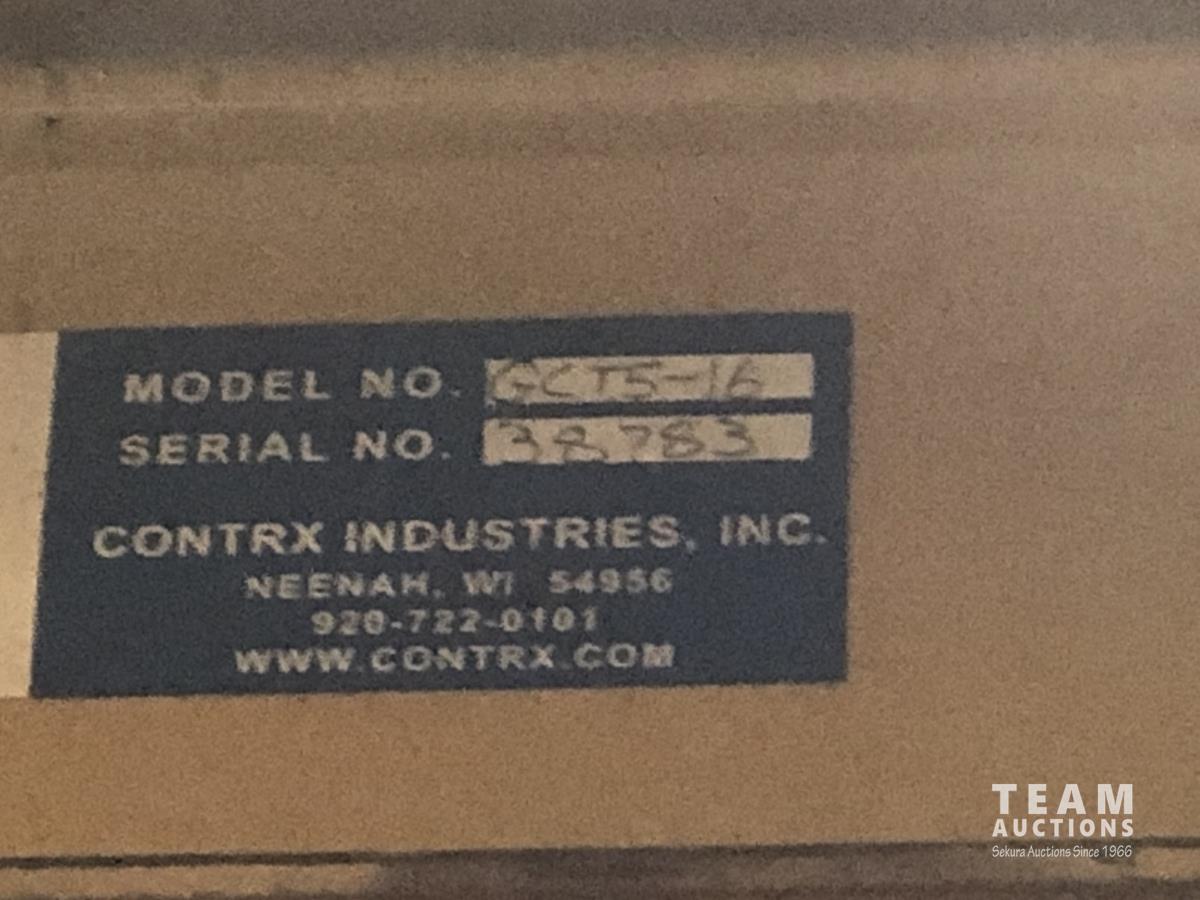 MODEL NO. GCT5-16
SERIAL NO. 38783
CONTRX INDUSTRIES, INC.
NEENAH, WI 54956
920-722-0101
WWW.CONTRX.COM
TEAM
AUCTIONS
Sekura Auctions Since 1966